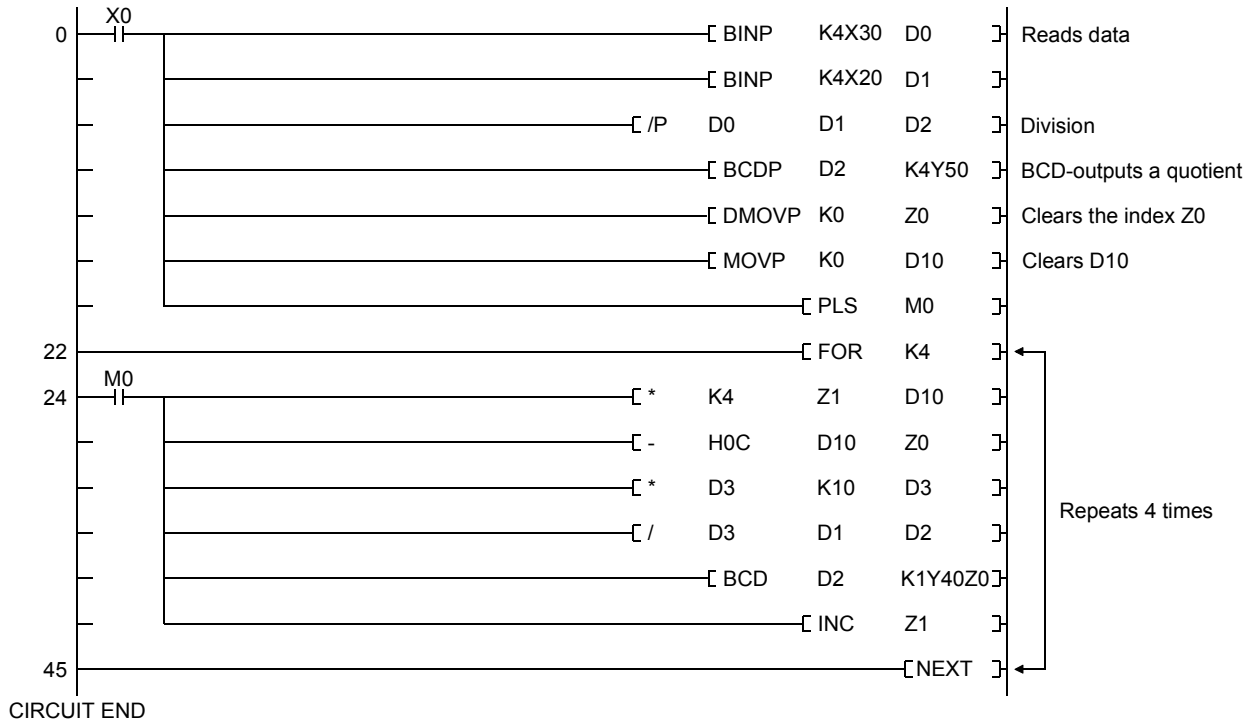 X0
0 BINP K4X30 D0 Reads data
BINP K4X20 D1
/P D0 D1 D2 Division
BCDP D2 K4Y50 BCD-outputs a quotient
DMOVP K0 Z0 Clears the index Z0
MOVP K0 D10 Clears D10
PLS M0
22 FOR K4
M0
24 * K4 Z1 D10
- H0C D10 Z0
* D3 K10 D3
Repeats 4 times
/ D3 D1 D2
BCD D2 K1Y40Z0
INC Z1
45 NEXT
CIRCUIT END